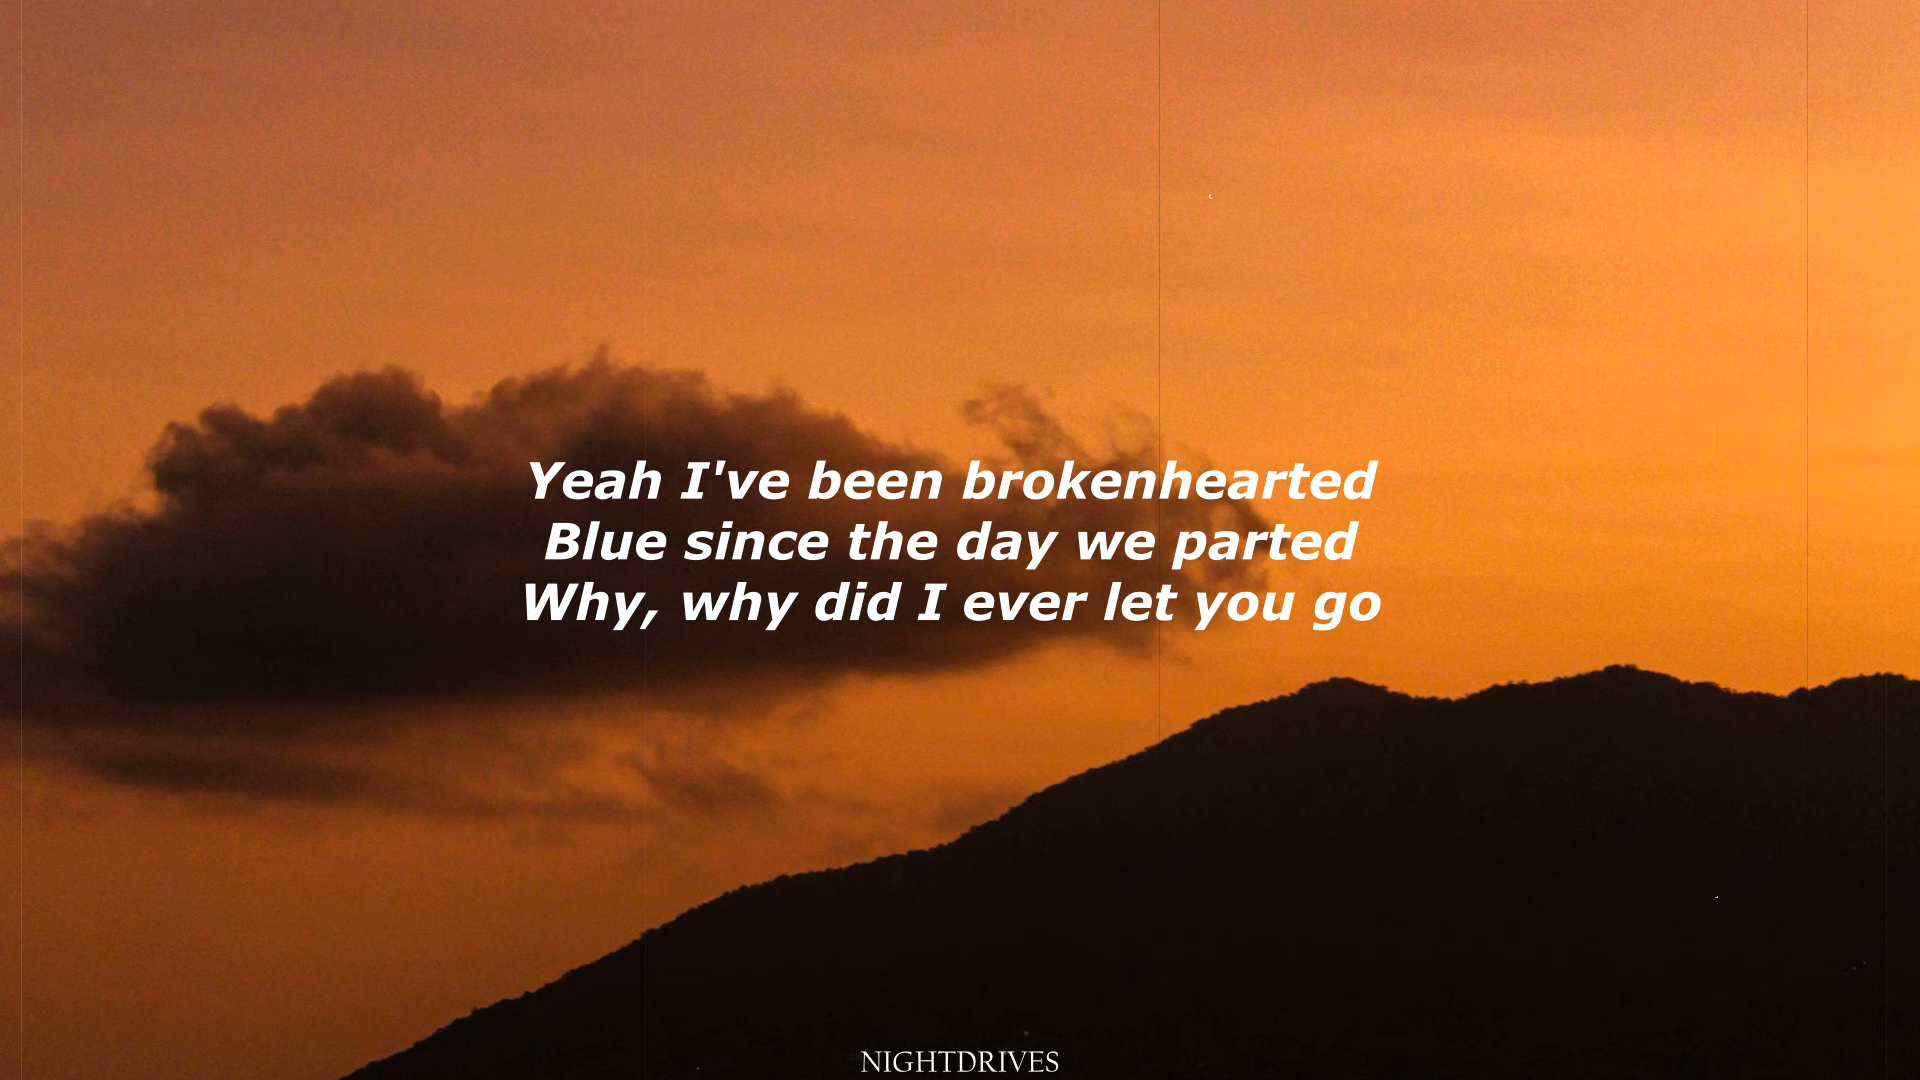 Yeah I've been brokenhearted
Blue since the day we parted
Why, why did I ever let you go
NIGHTDRIVES